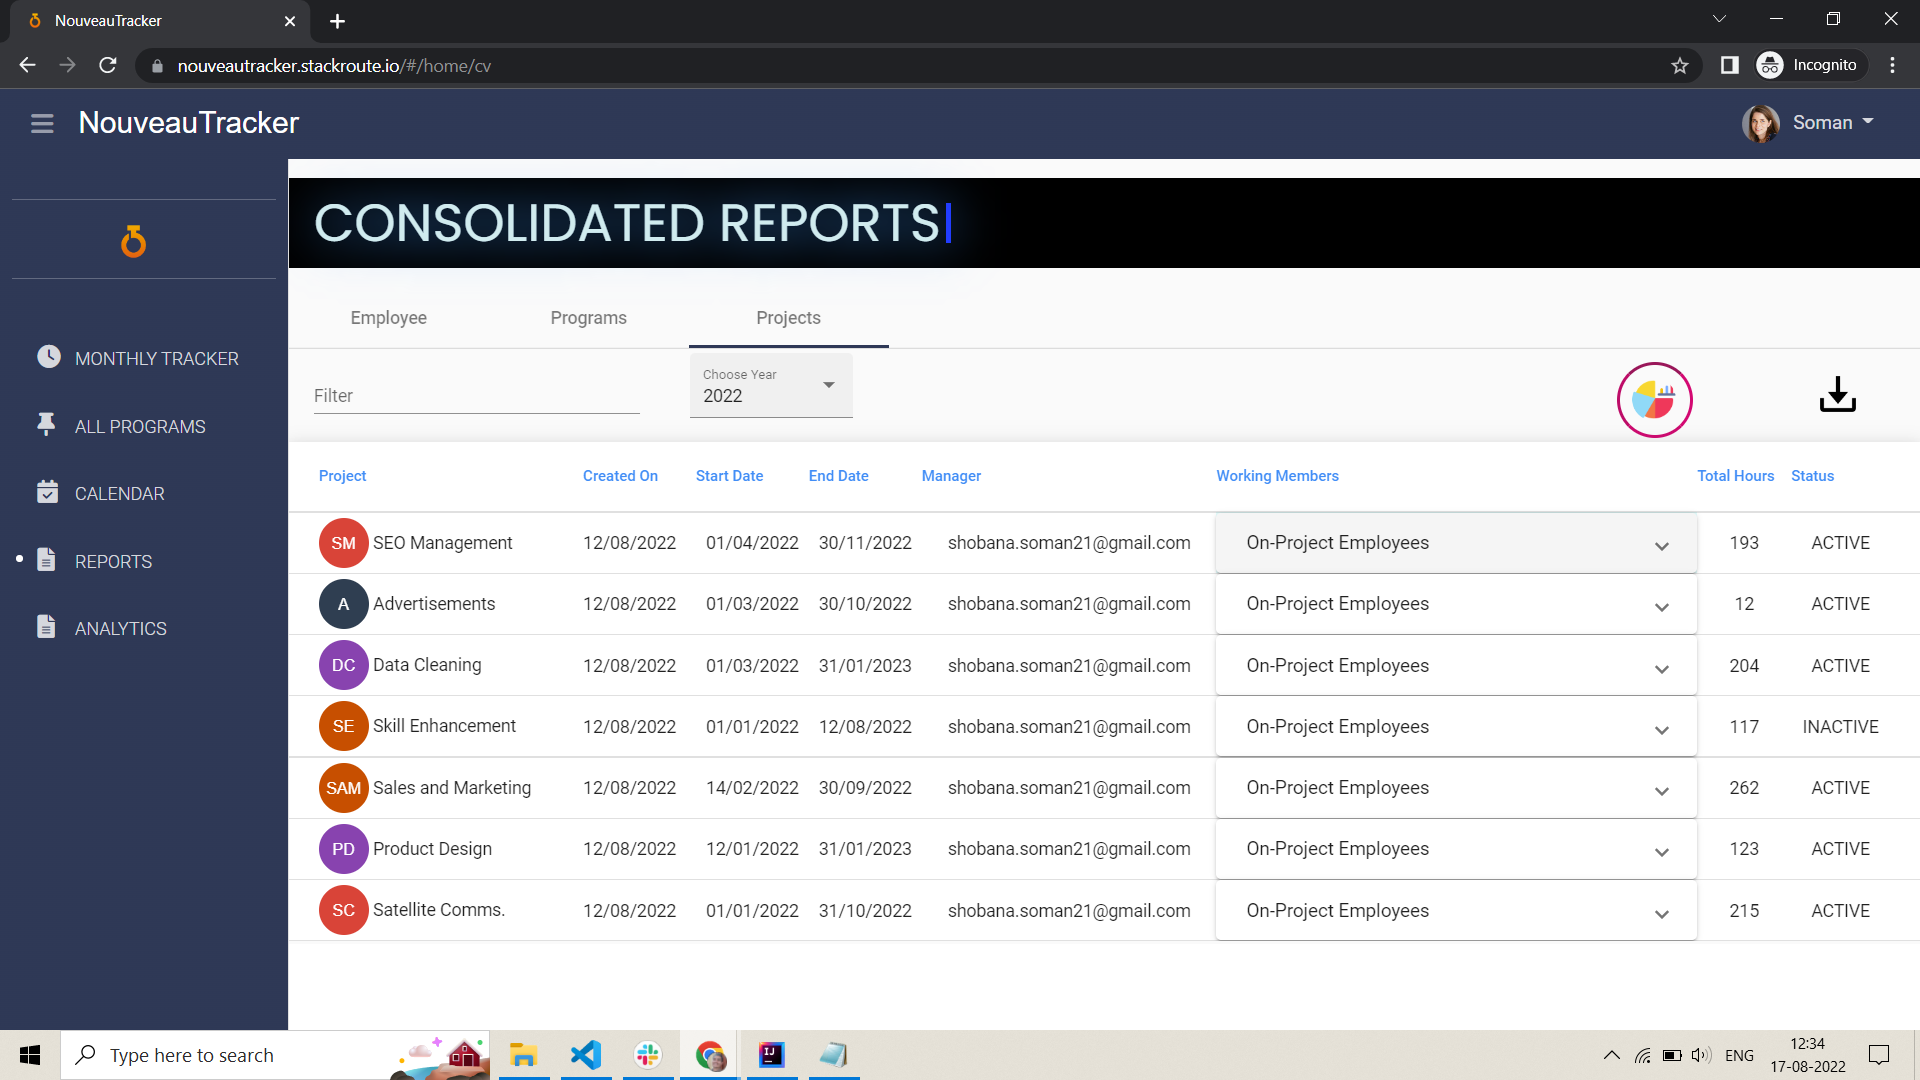 NouveauTracker
nouveautracker.stackroute.io/#/home/cv
Incognito
NouveauTracker
Soman
CONSOLIDATED REPORTS
MONTHLY TRACKER
ALL PROGRAMS
CALENDAR
REPORTS
ANALYTICS
Employee Programs Projects
Filter
Choose Year
2022
Project Created On Start Date End Date Manager Working Members Total Hours Status
SM SEO Management 12/08/2022 01/04/2022 30/11/2022 shobana.soman21@gmail.com On-Project Employees 193 ACTIVE
A Advertisements 12/08/2022 01/03/2022 30/10/2022 shobana.soman21@gmail.com On-Project Employees 12 ACTIVE
DC Data Cleaning 12/08/2022 01/03/2022 31/01/2023 shobana.soman21@gmail.com On-Project Employees 204 ACTIVE
SE Skill Enhancement 12/08/2022 01/01/2022 12/08/2022 shobana.soman21@gmail.com On-Project Employees 117 INACTIVE
SAM Sales and Marketing 12/08/2022 14/02/2022 30/09/2022 shobana.soman21@gmail.com On-Project Employees 262 ACTIVE
PD Product Design 12/08/2022 12/01/2022 31/01/2023 shobana.soman21@gmail.com On-Project Employees 123 ACTIVE
SC Satellite Comms. 12/08/2022 01/01/2022 31/10/2022 shobana.soman21@gmail.com On-Project Employees 215 ACTIVE
Type here to search
IJ
ENG
12:34
17-08-2022